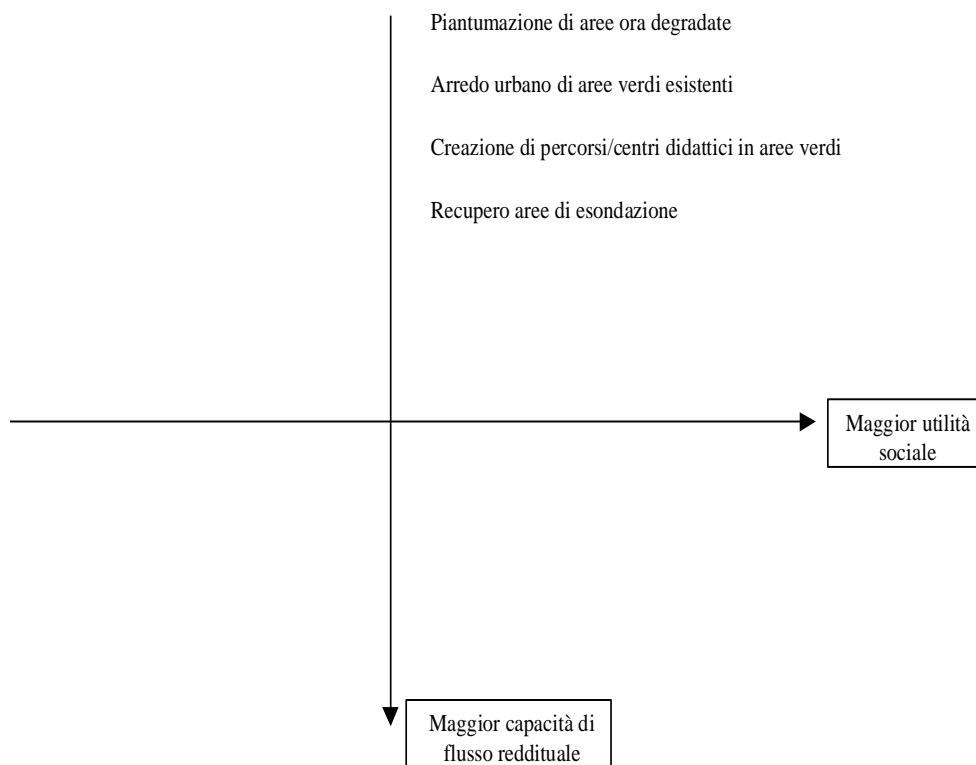 Piantumazione di aree ora degradate
Arredo urbano di aree verdi esistenti
Creazione di percorsi/centri didattici in aree verdi
Recupero aree di esondazione
Maggior utilità
sociale
Maggior capacità di
flusso reddituale